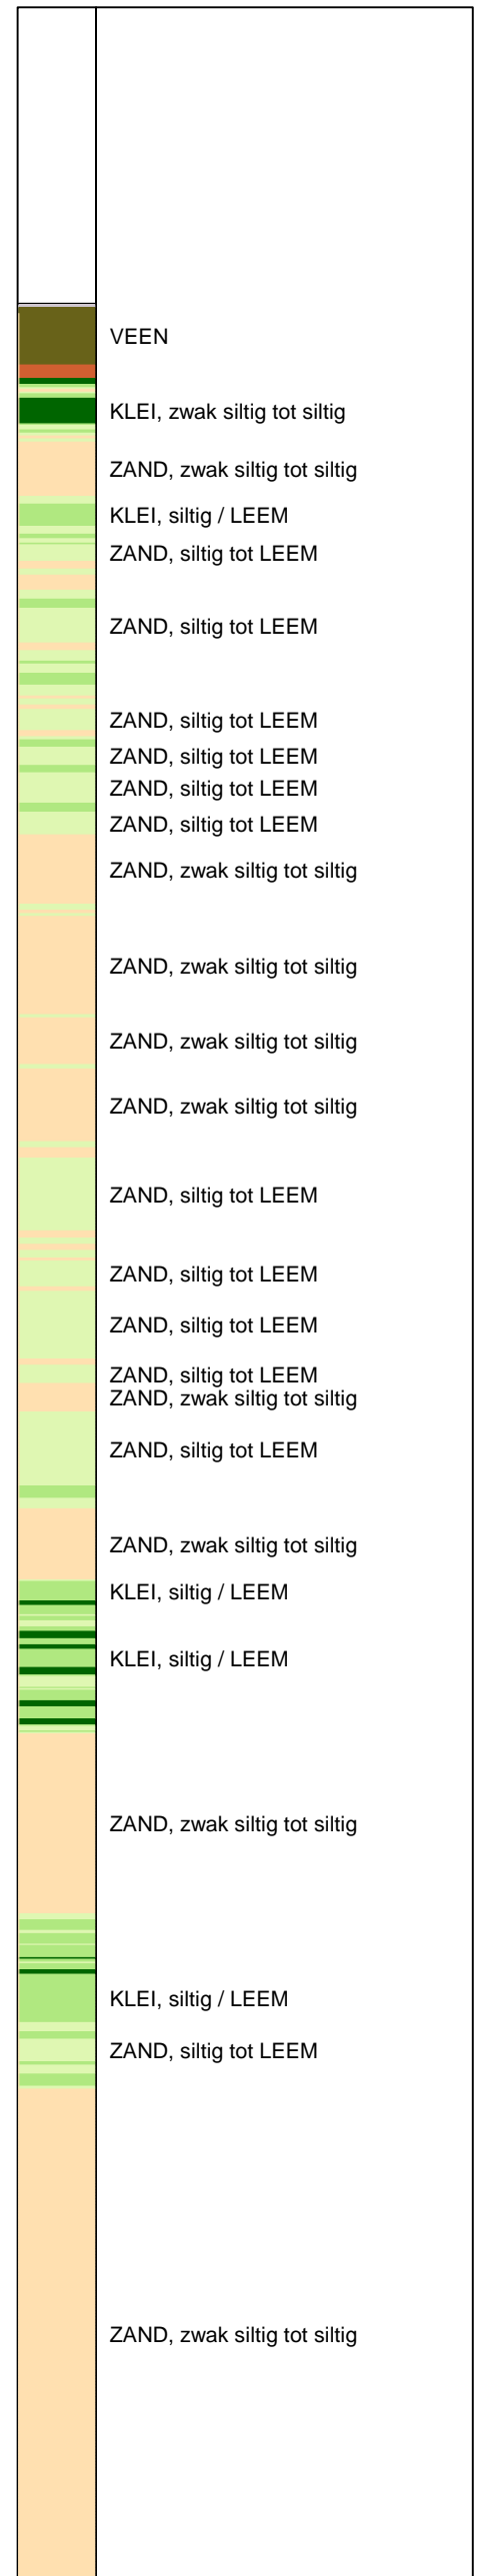 VEEN
KLEI, zwak siltig tot siltig
ZAND, zwak siltig tot siltig
KLEI, siltig / LEEM
ZAND, siltig tot LEEM
ZAND, siltig tot LEEM
ZAND, siltig tot LEEM
ZAND, siltig tot LEEM
ZAND, siltig tot LEEM
ZAND, siltig tot LEEM
ZAND, zwak siltig tot siltig
ZAND, zwak siltig tot siltig
ZAND, zwak siltig tot siltig
ZAND, zwak siltig tot siltig
ZAND, siltig tot LEEM
ZAND, siltig tot LEEM
ZAND, siltig tot LEEM
ZAND, siltig tot LEEM
ZAND, zwak siltig tot siltig
ZAND, siltig tot LEEM
ZAND, zwak siltig tot siltig
KLEI, siltig / LEEM
KLEI, siltig / LEEM
ZAND, zwak siltig tot siltig
KLEI, siltig / LEEM
ZAND, siltig tot LEEM
ZAND, zwak siltig tot siltig